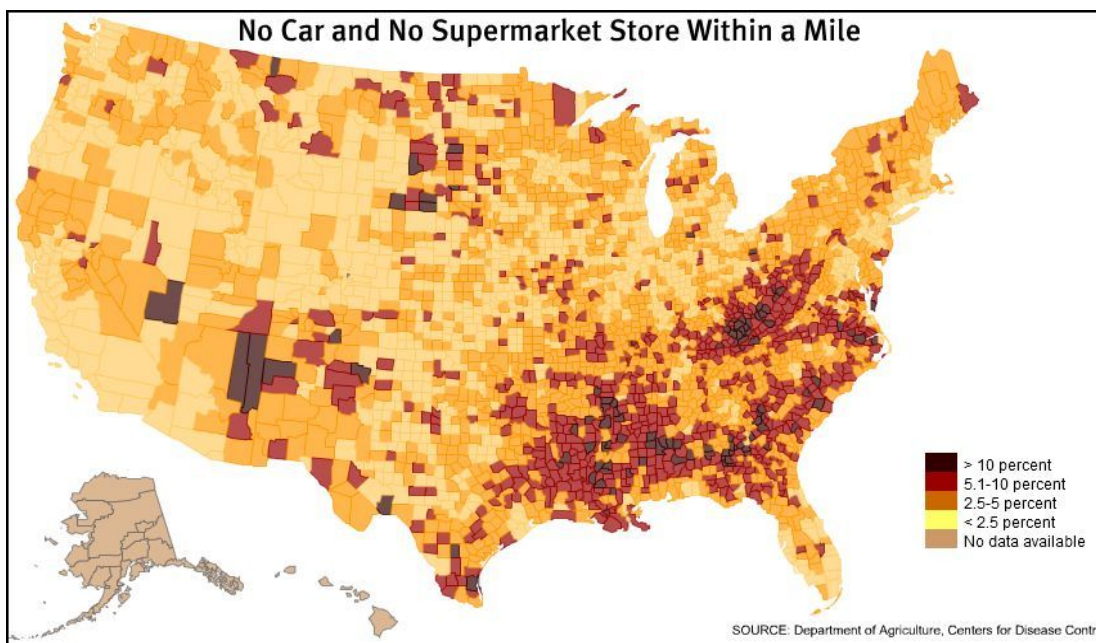 No Car and No Supermarket Store Within a Mile
> 10 percent
5.1-10 percent
2.5-5 percent
< 2.5 percent
No data available
SOURCE: Department of Agriculture, Centers for Disease Contr